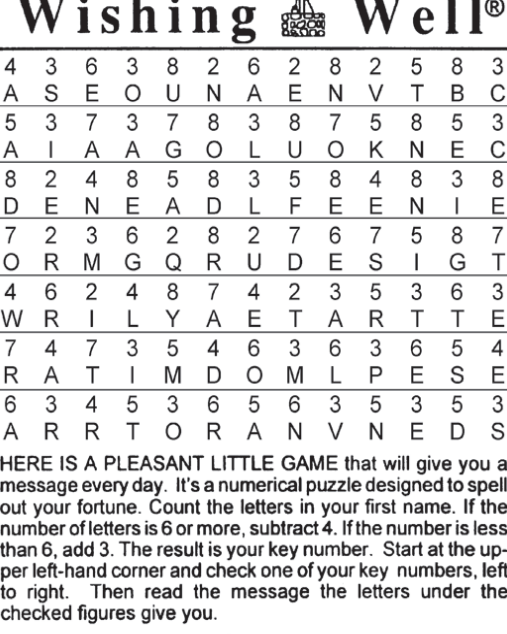 Wishing Well®
4 3 6 3 8 2 6 2 8 2 5 8 3
A S E O U N A E N V T B C
5 3 7 3 7 8 3 8 7 5 8 5 3
A I A A G O L U O K N E C
8 2 4 8 5 8 3 5 8 4 8 3 8
D E N E A D L F E E N I E
7 2 3 6 2 8 2 7 6 7 5 8 7
O R M G Q R U D E S I G T
4 6 2 4 8 7 4 2 3 5 3 6 3
W R I L Y A E T A R T T E
7 4 7 3 5 4 6 3 6 3 6 5 4
R A T I M D O M L P E S E
6 3 4 5 3 6 5 6 3 5 3 5 3
A R R T O R A N V N E D S
HERE IS A PLEASANT LITTLE GAME that will give you a
message every day. It's a numerical puzzle designed to spell
out your fortune. Count the letters in your first name. If the
number of letters is 6 or more, subtract 4. If the number is less
than 6, add 3. The result is your key number. Start at the up-
per left-hand corner and check one of your key numbers, left
to right. Then read the message the letters under the
checked figures give you.